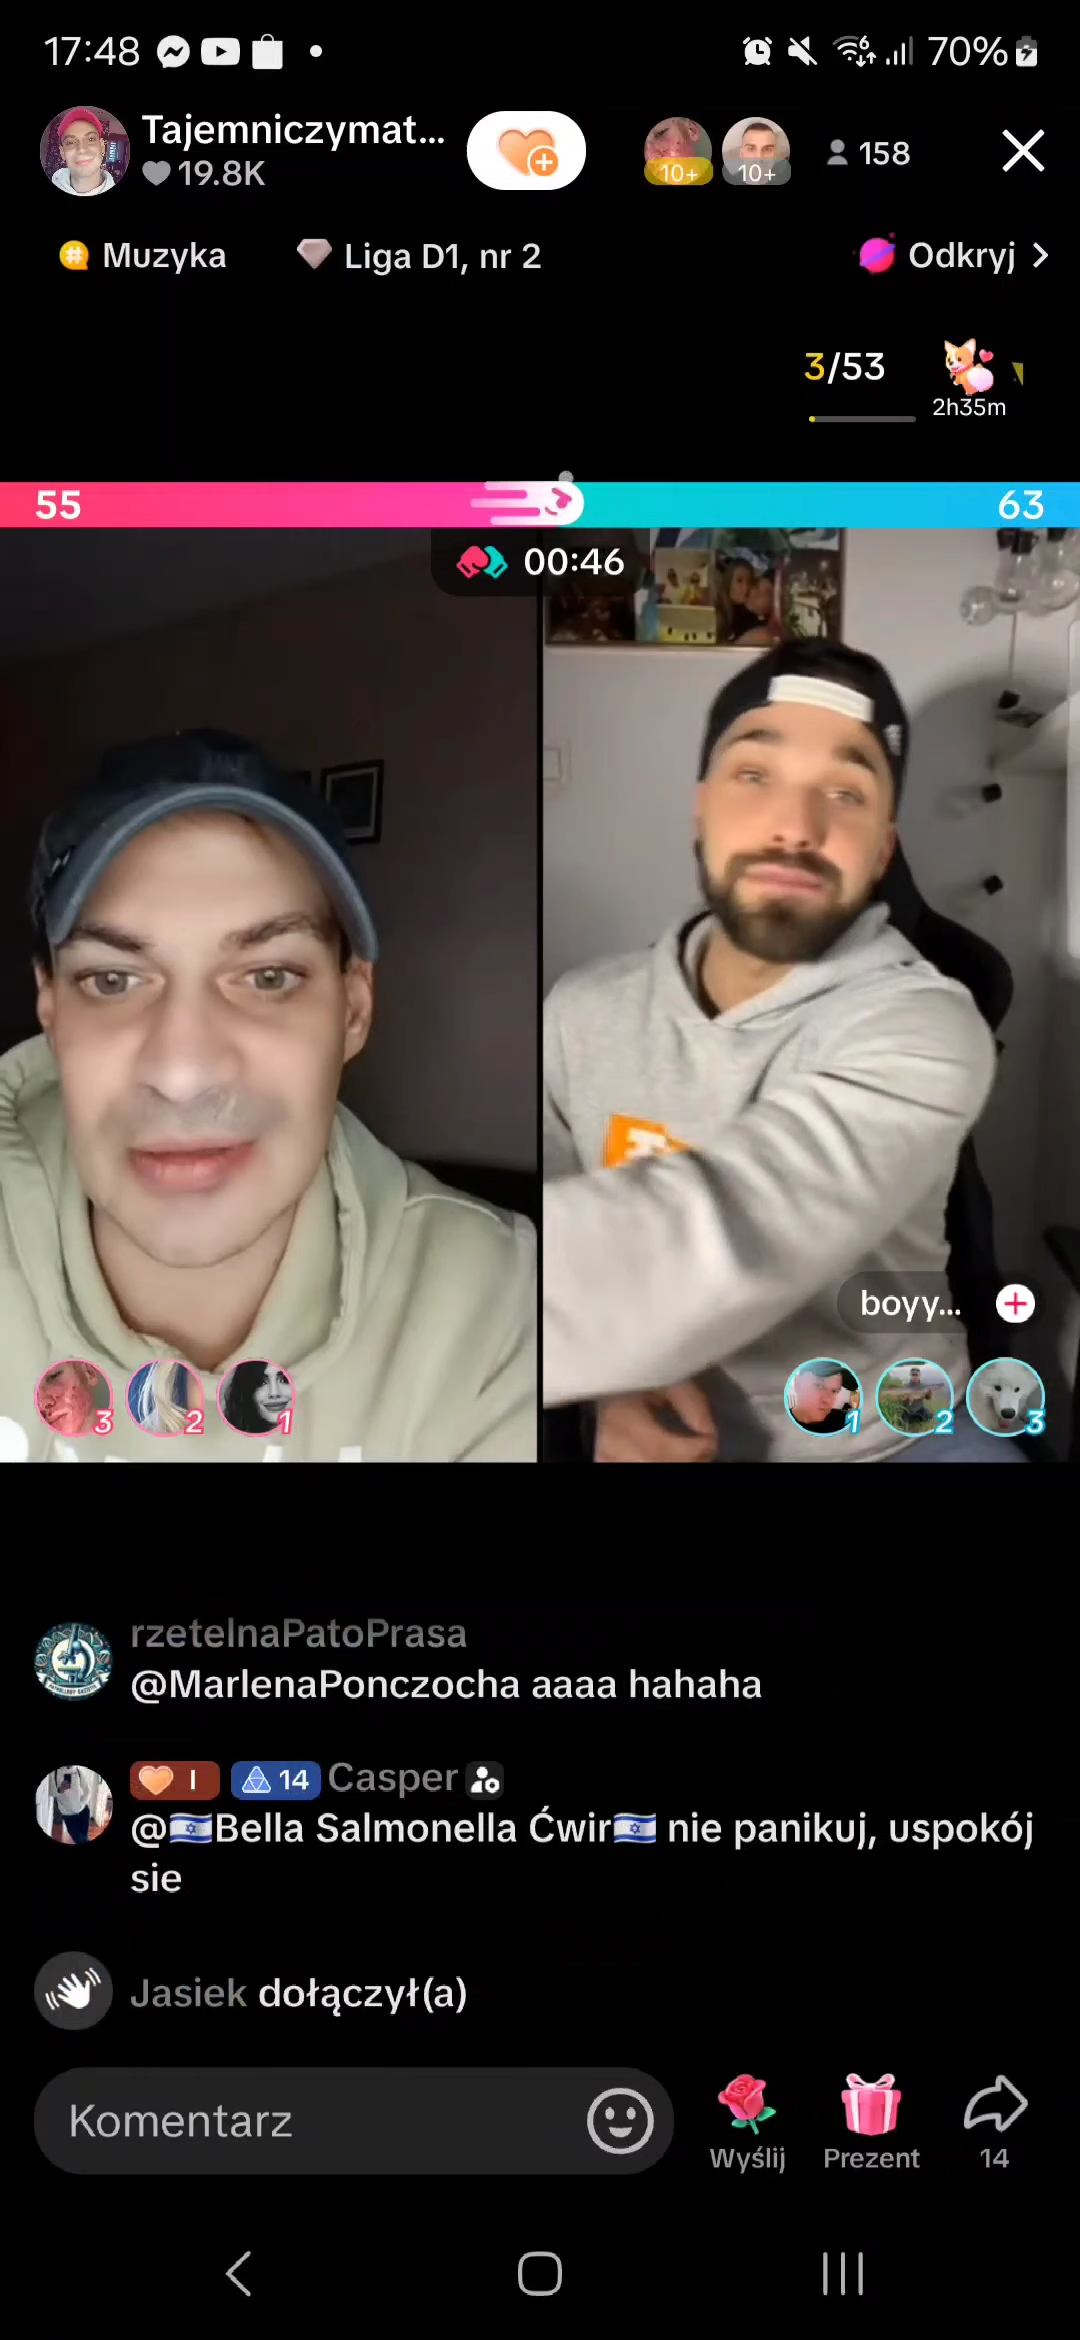 17:48
70%
Tajemniczymat...
19.8K
10+
10+
158
Muzyka
Liga D1, nr 2
Odkryj
3/53
2h35m
55
63
00:46
boyy...
3
2
1
1
2
3
rzetelnaPatoPrasa
@MarlenaPonczocha aaaa hahaha
I
14
Casper
@🇮🇱Bella Salmonella Ćwir🇮🇱 nie panikuj, uspokój
sie
Jasiek dołączył(a)
Komentarz
Wyślij
Prezent
14